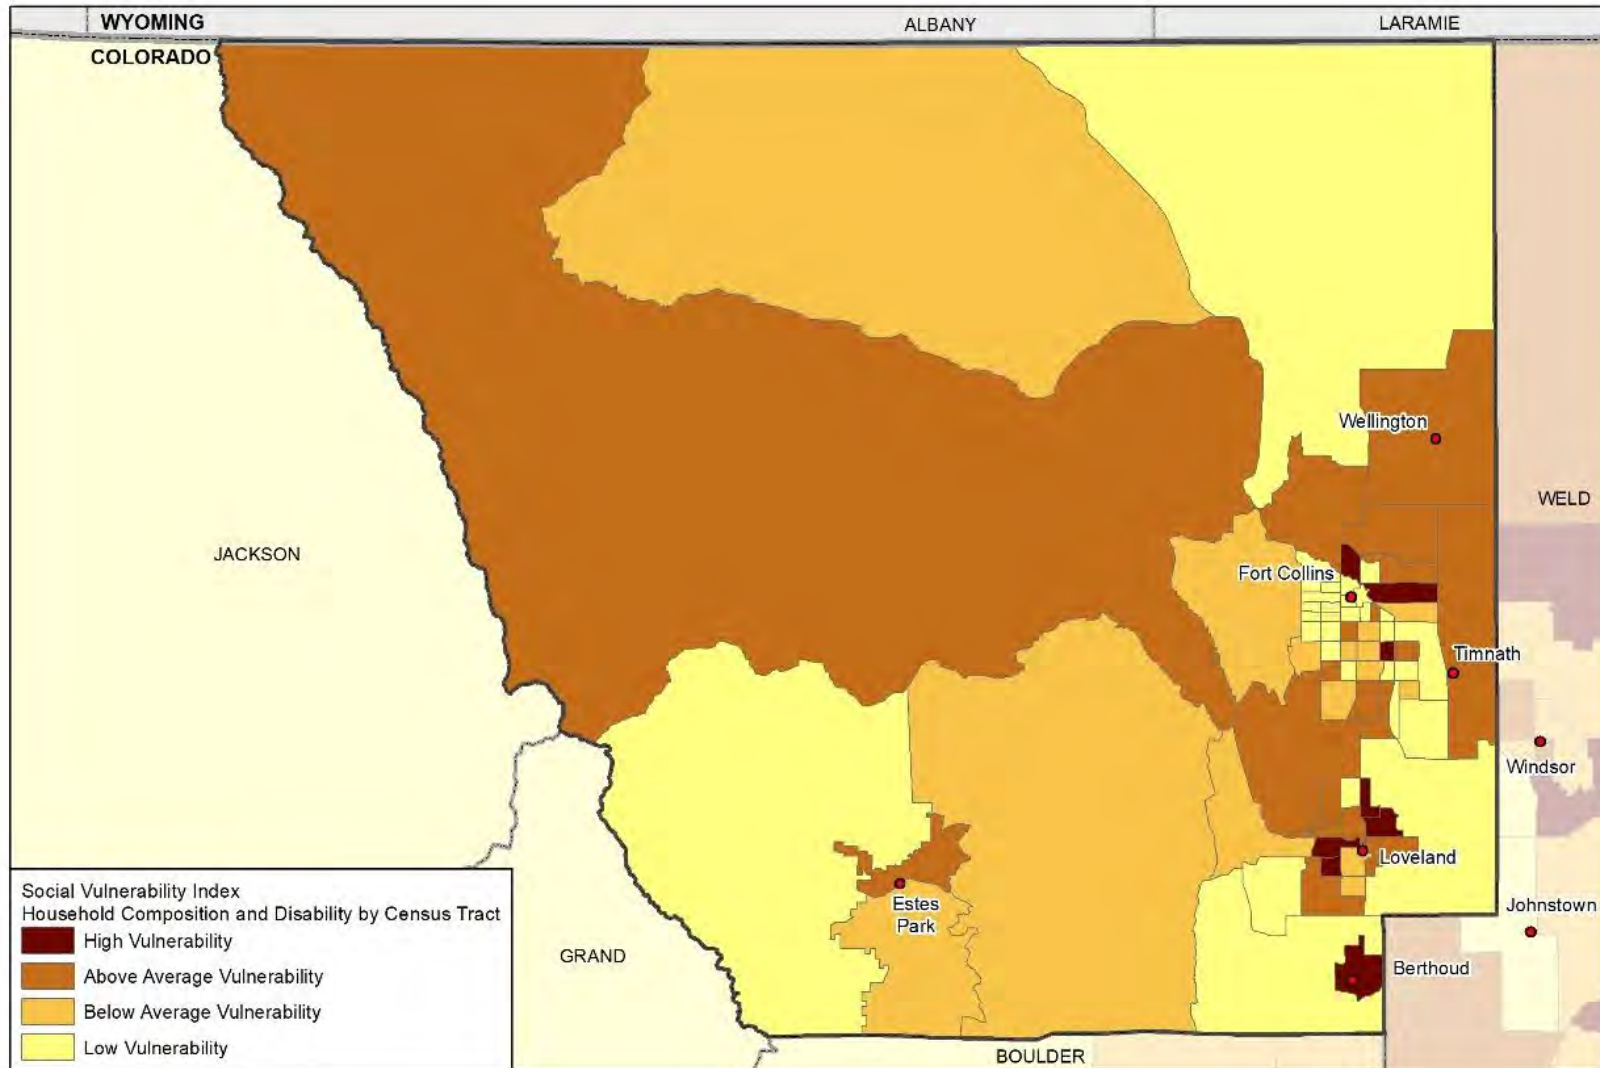 WYOMING
ALBANY
LARAMIE
COLORADO
Wellington
WELD
JACKSON
Fort Collins
Timnath
Windsor
Loveland
Estes
Park
Johnstown
GRAND
Berthoud
BOULDER
Social Vulnerability Index
Household Composition and Disability by Census Tract
High Vulnerability
Above Average Vulnerability
Below Average Vulnerability
Low Vulnerability